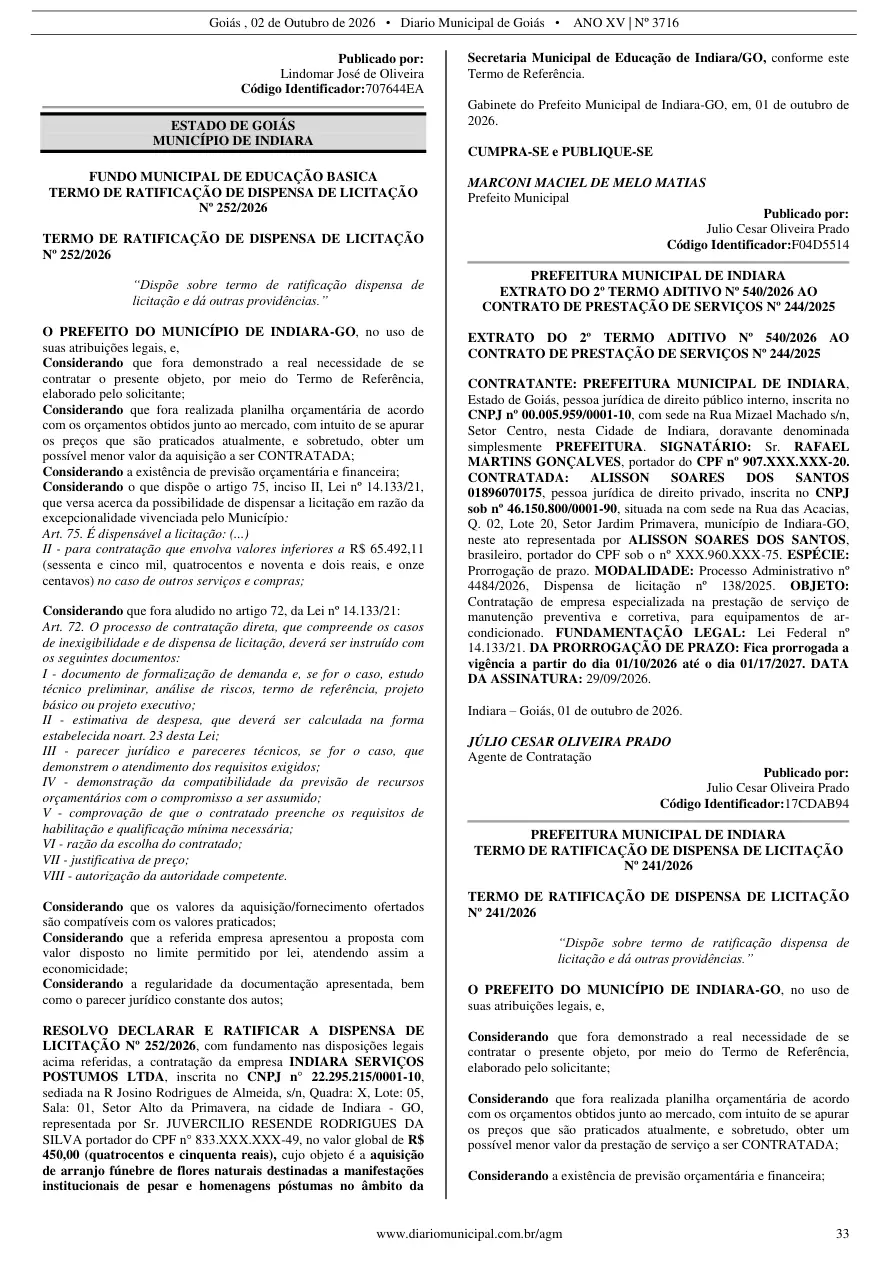 Goiás , 02 de Outubro de 2026 • Diario Municipal de Goiás • ANO XV | Nº 3716
Publicado por:
Lindomar José de Oliveira
Código Identificador:707644EA
ESTADO DE GOIÁS
MUNICÍPIO DE INDIARA
FUNDO MUNICIPAL DE EDUCAÇÃO BASICA
TERMO DE RATIFICAÇÃO DE DISPENSA DE LICITAÇÃO
Nº 252/2026
TERMO DE RATIFICAÇÃO DE DISPENSA DE LICITAÇÃO
Nº 252/2026
“Dispõe sobre termo de ratificação dispensa de
licitação e dá outras providências.”
O PREFEITO DO MUNICÍPIO DE INDIARA-GO, no uso de
suas atribuições legais, e,
Considerando que fora demonstrado a real necessidade de se
contratar o presente objeto, por meio do Termo de Referência,
elaborado pelo solicitante;
Considerando que fora realizada planilha orçamentária de acordo
com os orçamentos obtidos junto ao mercado, com intuito de se apurar
os preços que são praticados atualmente, e sobretudo, obter um
possível menor valor da aquisição a ser CONTRATADA;
Considerando a existência de previsão orçamentária e financeira;
Considerando o que dispõe o artigo 75, inciso II, Lei nº 14.133/21,
que versa acerca da possibilidade de dispensar a licitação em razão da
excepcionalidade vivenciada pelo Município:
Art. 75. É dispensável a licitação: (...)
II - para contratação que envolva valores inferiores a R$ 65.492,11
(sessenta e cinco mil, quatrocentos e noventa e dois reais, e onze
centavos) no caso de outros serviços e compras;
Considerando que fora aludido no artigo 72, da Lei nº 14.133/21:
Art. 72. O processo de contratação direta, que compreende os casos
de inexigibilidade e de dispensa de licitação, deverá ser instruído com
os seguintes documentos:
I - documento de formalização de demanda e, se for o caso, estudo
técnico preliminar, análise de riscos, termo de referência, projeto
básico ou projeto executivo;
II - estimativa de despesa, que deverá ser calculada na forma
estabelecida noart. 23 desta Lei;
III - parecer jurídico e pareceres técnicos, se for o caso, que
demonstrem o atendimento dos requisitos exigidos;
IV - demonstração da compatibilidade da previsão de recursos
orçamentários com o compromisso a ser assumido;
V - comprovação de que o contratado preenche os requisitos de
habilitação e qualificação mínima necessária;
VI - razão da escolha do contratado;
VII - justificativa de preço;
VIII - autorização da autoridade competente.
Considerando que os valores da aquisição/fornecimento ofertados
são compatíveis com os valores praticados;
Considerando que a referida empresa apresentou a proposta com
valor disposto no limite permitido por lei, atendendo assim a
economicidade;
Considerando a regularidade da documentação apresentada, bem
como o parecer jurídico constante dos autos;
RESOLVO DECLARAR E RATIFICAR A DISPENSA DE
LICITAÇÃO Nº 252/2026, com fundamento nas disposições legais
acima referidas, a contratação da empresa INDIARA SERVIÇOS
POSTUMOS LTDA, inscrita no CNPJ n° 22.295.215/0001-10,
sediada na R Josino Rodrigues de Almeida, s/n, Quadra: X, Lote: 05,
Sala: 01, Setor Alto da Primavera, na cidade de Indiara - GO,
representada por Sr. JUVERCILIO RESENDE RODRIGUES DA
SILVA portador do CPF n° 833.XXX.XXX-49, no valor global de R$
450,00 (quatrocentos e cinquenta reais), cujo objeto é a aquisição
de arranjo fúnebre de flores naturais destinadas a manifestações
institucionais de pesar e homenagens póstumas no âmbito da
Secretaria Municipal de Educação de Indiara/GO, conforme este
Termo de Referência.
Gabinete do Prefeito Municipal de Indiara-GO, em, 01 de outubro de
2026.
CUMPRA-SE e PUBLIQUE-SE
MARCONI MACIEL DE MELO MATIAS
Prefeito Municipal
Publicado por:
Julio Cesar Oliveira Prado
Código Identificador:F04D5514
PREFEITURA MUNICIPAL DE INDIARA
EXTRATO DO 2º TERMO ADITIVO Nº 540/2026 AO
CONTRATO DE PRESTAÇÃO DE SERVIÇOS Nº 244/2025
EXTRATO DO 2º TERMO ADITIVO Nº 540/2026 AO
CONTRATO DE PRESTAÇÃO DE SERVIÇOS Nº 244/2025
CONTRATANTE: PREFEITURA MUNICIPAL DE INDIARA,
Estado de Goiás, pessoa jurídica de direito público interno, inscrita no
CNPJ nº 00.005.959/0001-10, com sede na Rua Mizael Machado s/n,
Setor Centro, nesta Cidade de Indiara, doravante denominada
simplesmente PREFEITURA. SIGNATÁRIO: Sr. RAFAEL
MARTINS GONÇALVES, portador do CPF nº 907.XXX.XXX-20.
CONTRATADA: ALISSON SOARES DOS SANTOS
01896070175, pessoa jurídica de direito privado, inscrita no CNPJ
sob nº 46.150.800/0001-90, situada na com sede na Rua das Acacias,
Q. 02, Lote 20, Setor Jardim Primavera, município de Indiara-GO,
neste ato representada por ALISSON SOARES DOS SANTOS,
brasileiro, portador do CPF sob o nº XXX.960.XXX-75. ESPÉCIE:
Prorrogação de prazo. MODALIDADE: Processo Administrativo nº
4484/2026, Dispensa de licitação nº 138/2025. OBJETO:
Contratação de empresa especializada na prestação de serviço de
manutenção preventiva e corretiva, para equipamentos de ar-
condicionado. FUNDAMENTAÇÃO LEGAL: Lei Federal nº
14.133/21. DA PRORROGAÇÃO DE PRAZO: Fica prorrogada a
vigência a partir do dia 01/10/2026 até o dia 01/17/2027. DATA
DA ASSINATURA: 29/09/2026.
Indiara – Goiás, 01 de outubro de 2026.
JÚLIO CESAR OLIVEIRA PRADO
Agente de Contratação
Publicado por:
Julio Cesar Oliveira Prado
Código Identificador:17CDAB94
PREFEITURA MUNICIPAL DE INDIARA
TERMO DE RATIFICAÇÃO DE DISPENSA DE LICITAÇÃO
Nº 241/2026
TERMO DE RATIFICAÇÃO DE DISPENSA DE LICITAÇÃO
Nº 241/2026
“Dispõe sobre termo de ratificação dispensa de
licitação e dá outras providências.”
O PREFEITO DO MUNICÍPIO DE INDIARA-GO, no uso de
suas atribuições legais, e,
Considerando que fora demonstrado a real necessidade de se
contratar o presente objeto, por meio do Termo de Referência,
elaborado pelo solicitante;
Considerando que fora realizada planilha orçamentária de acordo
com os orçamentos obtidos junto ao mercado, com intuito de se apurar
os preços que são praticados atualmente, e sobretudo, obter um
possível menor valor da prestação de serviço a ser CONTRATADA;
Considerando a existência de previsão orçamentária e financeira;
www.diariomunicipal.com.br/agm
33